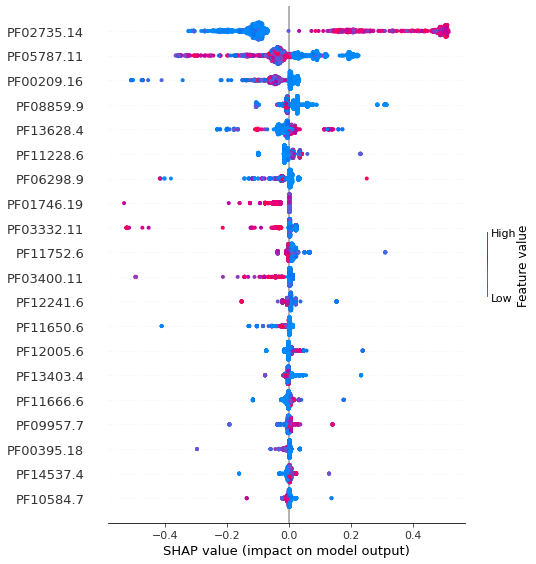 PF02735.14
PF05787.11
PF00209.16
PF08859.9
PF13628.4
PF11228.6
PF06298.9
PF01746.19
PF03332.11
PF11752.6
PF03400.11
PF12241.6
PF11650.6
PF12005.6
PF13403.4
PF11666.6
PF09957.7
PF00395.18
PF14537.4
PF10584.7
High
Feature value
Low
−0.4 −0.2 0.0 0.2 0.4
SHAP value (impact on model output)